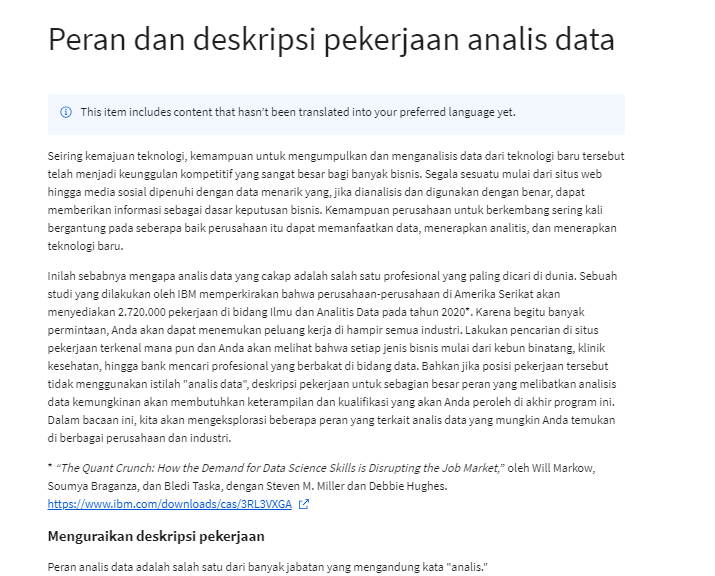 Peran dan deskripsi pekerjaan analis data
This item includes content that hasn't been translated into your preferred language yet.
Seiring kemajuan teknologi, kemampuan untuk mengumpulkan dan menganalisis data dari teknologi baru tersebut
telah menjadi keunggulan kompetitif yang sangat besar bagi banyak bisnis. Segala sesuatu mulai dari situs web
hingga media sosial dipenuhi dengan data menarik yang, jika dianalisis dan digunakan dengan benar, dapat
memberikan informasi sebagai dasar keputusan bisnis. Kemampuan perusahaan untuk berkembang sering kali
bergantung pada seberapa baik perusahaan itu dapat memanfaatkan data, menerapkan analitis, dan menerapkan
teknologi baru.
Inilah sebabnya mengapa analis data yang cakap adalah salah satu profesional yang paling dicari di dunia. Sebuah
studi yang dilakukan oleh IBM memperkirakan bahwa perusahaan-perusahaan di Amerika Serikat akan
menyediakan 2.720.000 pekerjaan di bidang Ilmu dan Analitis Data pada tahun 2020*. Karena begitu banyak
permintaan, Anda akan dapat menemukan peluang kerja di hampir semua industri. Lakukan pencarian di situs
pekerjaan terkenal mana pun dan Anda akan melihat bahwa setiap jenis bisnis mulai dari kebun binatang, klinik
kesehatan, hingga bank mencari profesional yang berbakat di bidang data. Bahkan jika posisi pekerjaan tersebut
tidak menggunakan istilah "analis data", deskripsi pekerjaan untuk sebagian besar peran yang melibatkan analisis
data kemungkinan akan membutuhkan keterampilan dan kualifikasi yang akan Anda peroleh di akhir program ini.
Dalam bacaan ini, kita akan mengeksplorasi beberapa peran yang terkait analis data yang mungkin Anda temukan
di berbagai perusahaan dan industri.
* “The Quant Crunch: How the Demand for Data Science Skills is Disrupting the Job Market,” oleh Will Markow,
Soumya Braganza, dan Bledi Taska, dengan Steven M. Miller dan Debbie Hughes.
https://www.ibm.com/downloads/cas/3RL3VXGA
Menguraikan deskripsi pekerjaan
Peran analis data adalah salah satu dari banyak jabatan yang mengandung kata "analis."